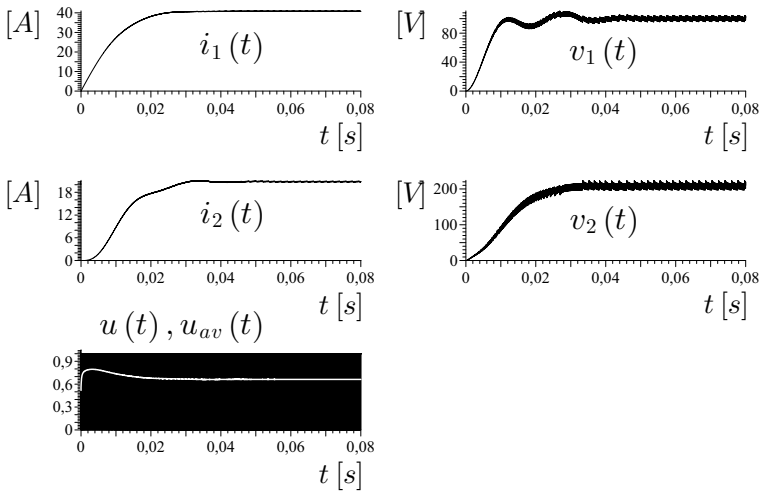 [A] 40 30 20 10 0
i₁ (t)
0 0,02 0,04 0,06 0,08
t [s]
[V] 80 40 0
v₁ (t)
0 0,02 0,04 0,06 0,08
t [s]
[A] 18 12 6 0
i₂ (t)
0 0,02 0,04 0,06 0,08
t [s]
[V] 200 100 0
v₂ (t)
0 0,02 0,04 0,06 0,08
t [s]
u (t) , u_{av} (t)
0,9 0,6 0,3 0
0 0,02 0,04 0,06 0,08
t [s]